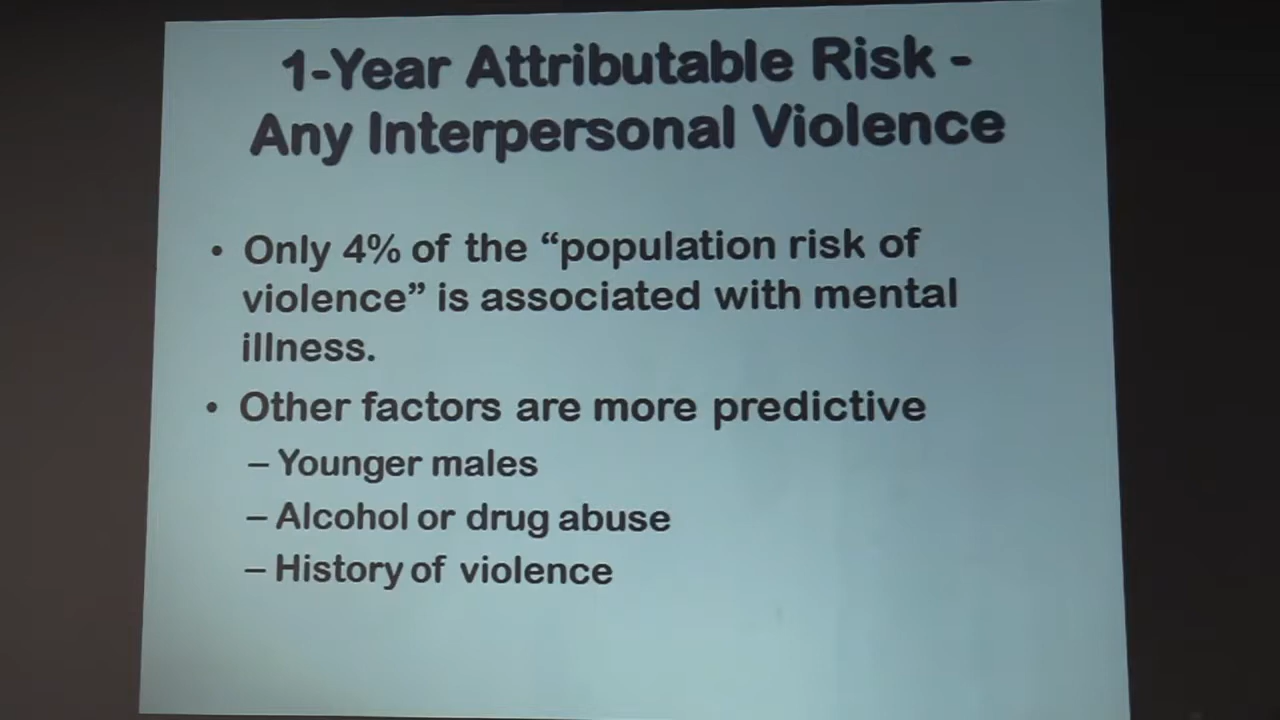 1-Year Attributable Risk -
Any Interpersonal Violence
• Only 4% of the “population risk of
violence” is associated with mental
illness.
• Other factors are more predictive
– Younger males
– Alcohol or drug abuse
– History of violence